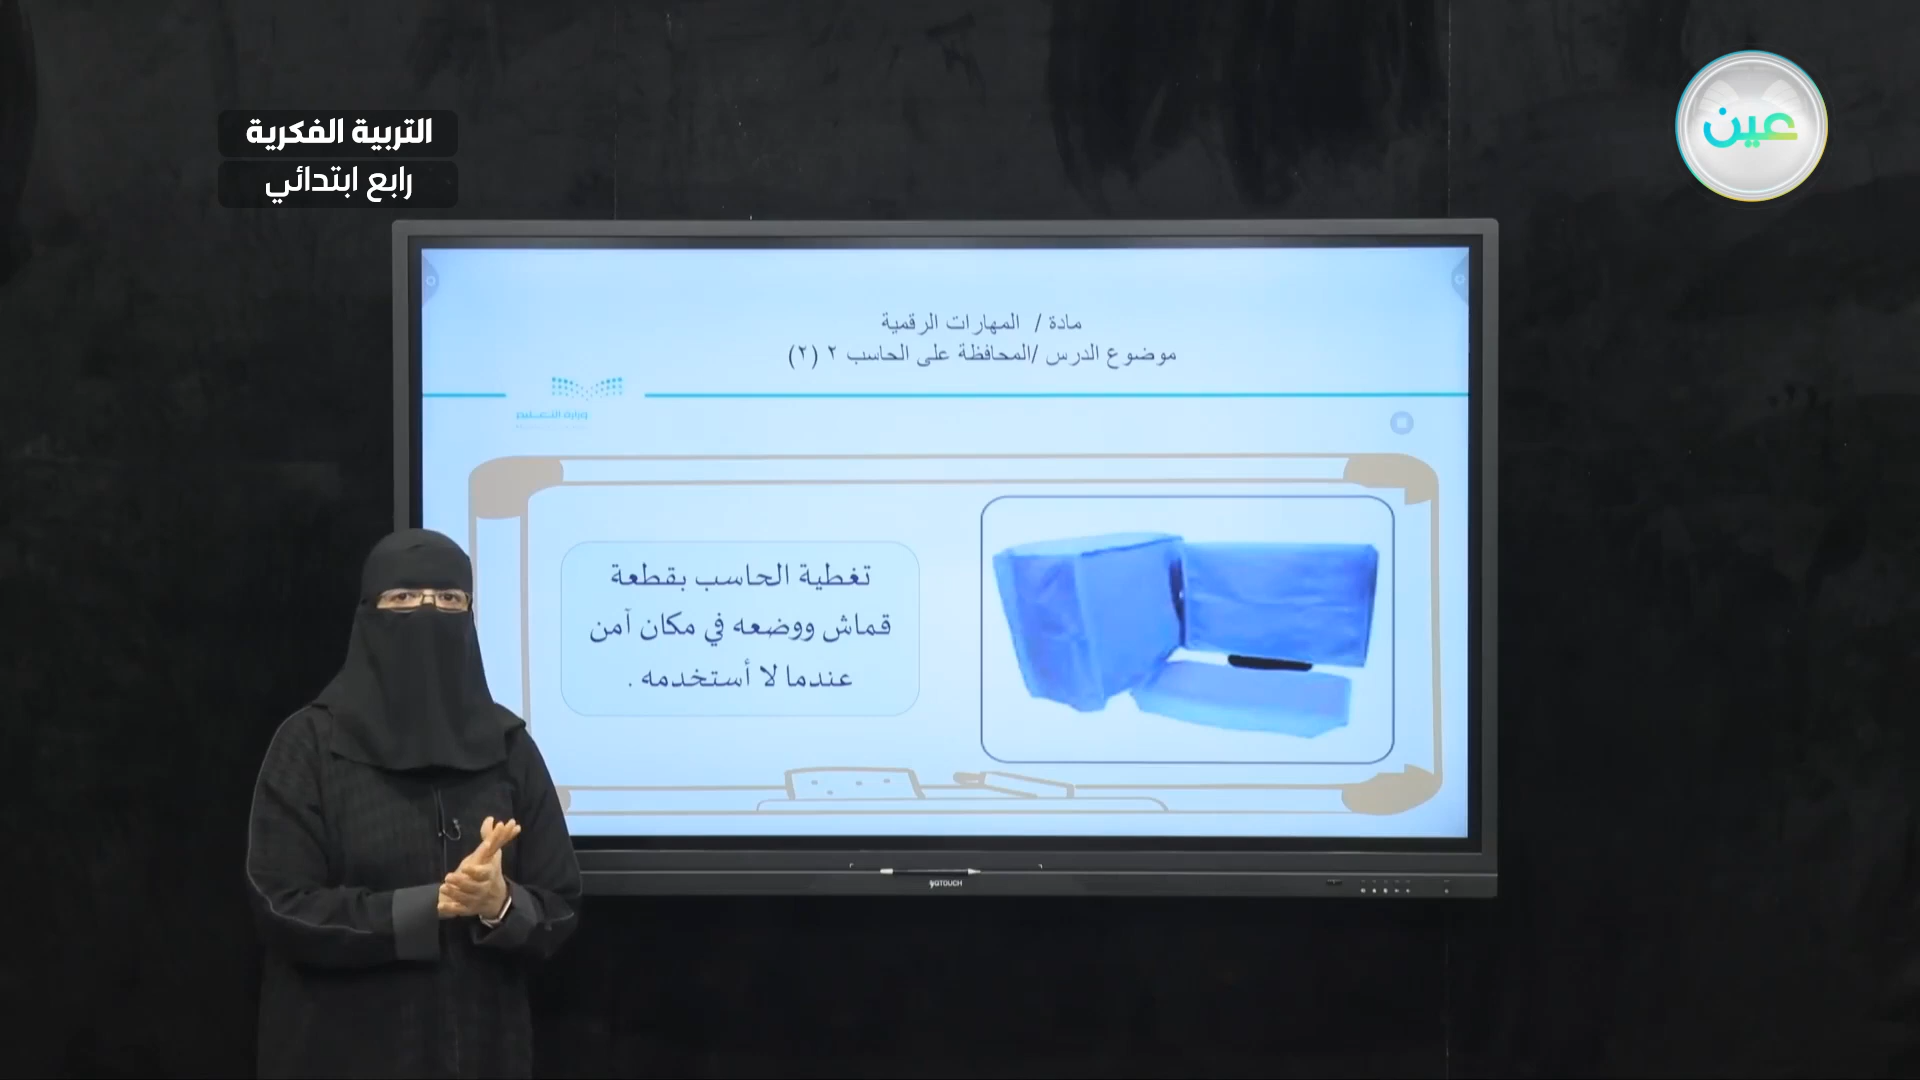 عين
التربية الفكرية
رابع ابتدائي
مادة / المهارات الرقمية
موضوع الدرس /المحافظة على الحاسب ٢ (٢)
وزارة التعليم
تغطية الحاسب بقطعة
قماش ووضعه في مكان آمن
عندما لا أستخدمه .